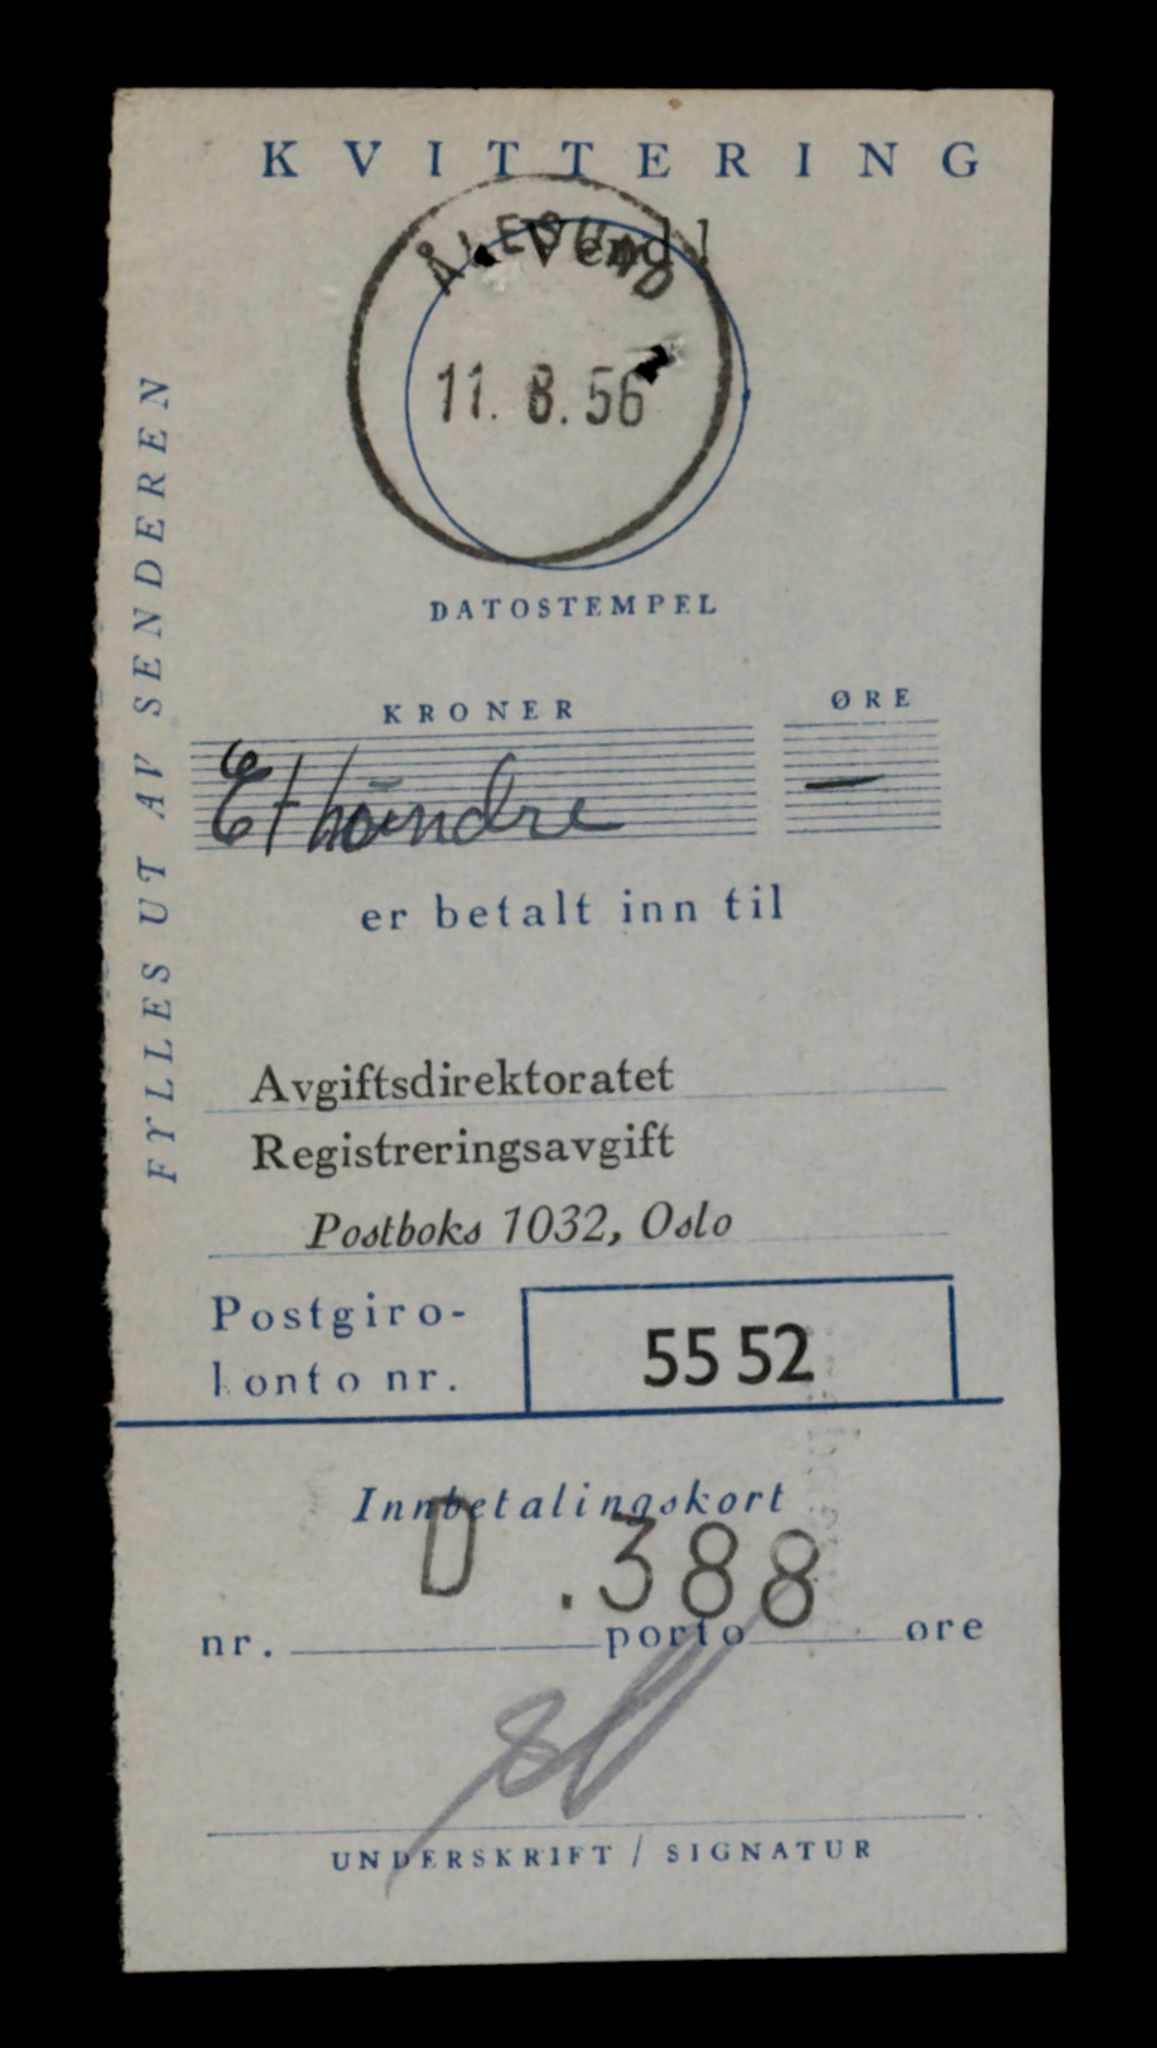 KVITTERING
Vend!
ÅLESUND
11. 8. 56
DATOSTEMPEL
FYLLES UT AV SENDEREN
KRONER ØRE
Et hundre —
er betalt inn til
Avgiftsdirektoratet
Registreringsavgift
Postboks 1032, Oslo
Postgiro-
konto nr. 55 52
Innbetalingskort
D .388
nr. porto øre
UNDERSKRIFT / SIGNATUR